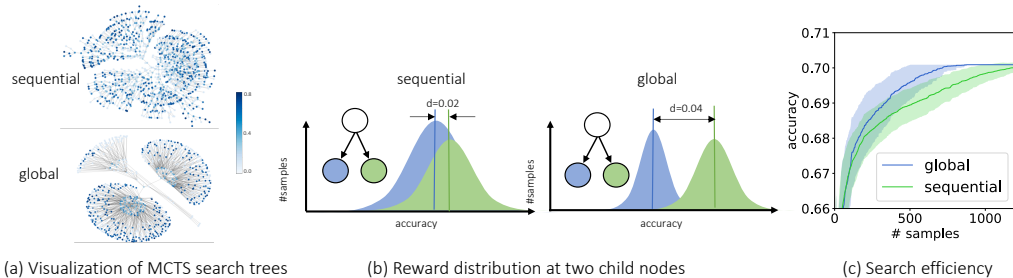 sequential
0.8
0.4
0.0
global
(a) Visualization of MCTS search trees
sequential
d=0.02
#samples
accuracy
global
d=0.04
#samples
accuracy
(b) Reward distribution at two child nodes
0.71
0.70
0.69
0.68
0.67
0.66
accuracy
global
sequential
0
500
1000
# samples
(c) Search efficiency